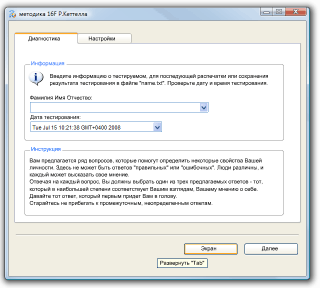 методика 16F Р.Кеттелла
Диагностика
Настройки
Информация
Введите информацию о тестируемом, для последующей распечатки или сохранения
результата тестирования в файле "name.txt". Проверьте дату и время тестирования.
Фамилия Имя Отчество:
Дата тестирования:
Tue Jul 15 10:21:38 GMT+0400 2008
Инструкция
Вам предлагается ряд вопросов, которые помогут определить некоторые свойства Вашей
личности. Здесь не может быть ответов "правильных" или "ошибочных". Люди различны, и
каждый может высказать свое мнение.
Отвечая на каждый вопрос, Вы должны выбрать один из трех предлагаемых ответов - тот,
который в наибольшей степени соответствует Вашим взглядам, Вашему мнению о себе.
Давайте тот ответ, который первым придет Вам в голову.
Старайтесь не прибегать к промежуточным, неопределенным ответам.
Экран
Далее
Развернуть "Tab"